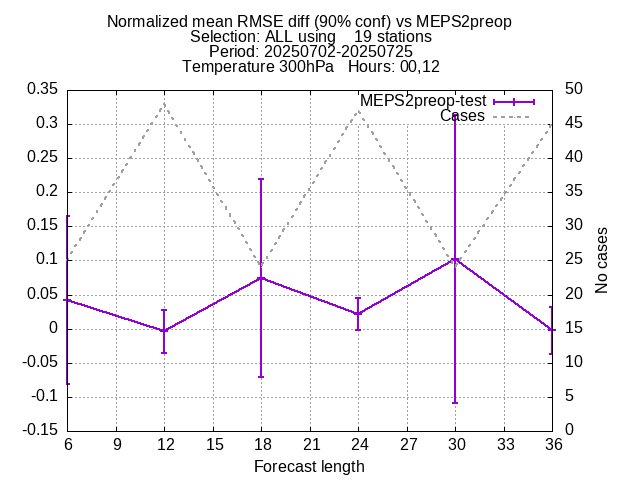 Normalized mean RMSE diff (90% conf) vs MEPS2preop
Selection: ALL using    19 stations
Period: 20250702-20250725
Temperature 300hPa   Hours: 00,12
0.35
0.3
0.25
0.2
0.15
0.1
0.05
0
-0.05
-0.1
-0.15
MEPS2preop-test
Cases
50
45
40
35
30
25
20
15
10
5
0
No cases
6 9 12 15 18 21 24 27 30 33 36
Forecast length